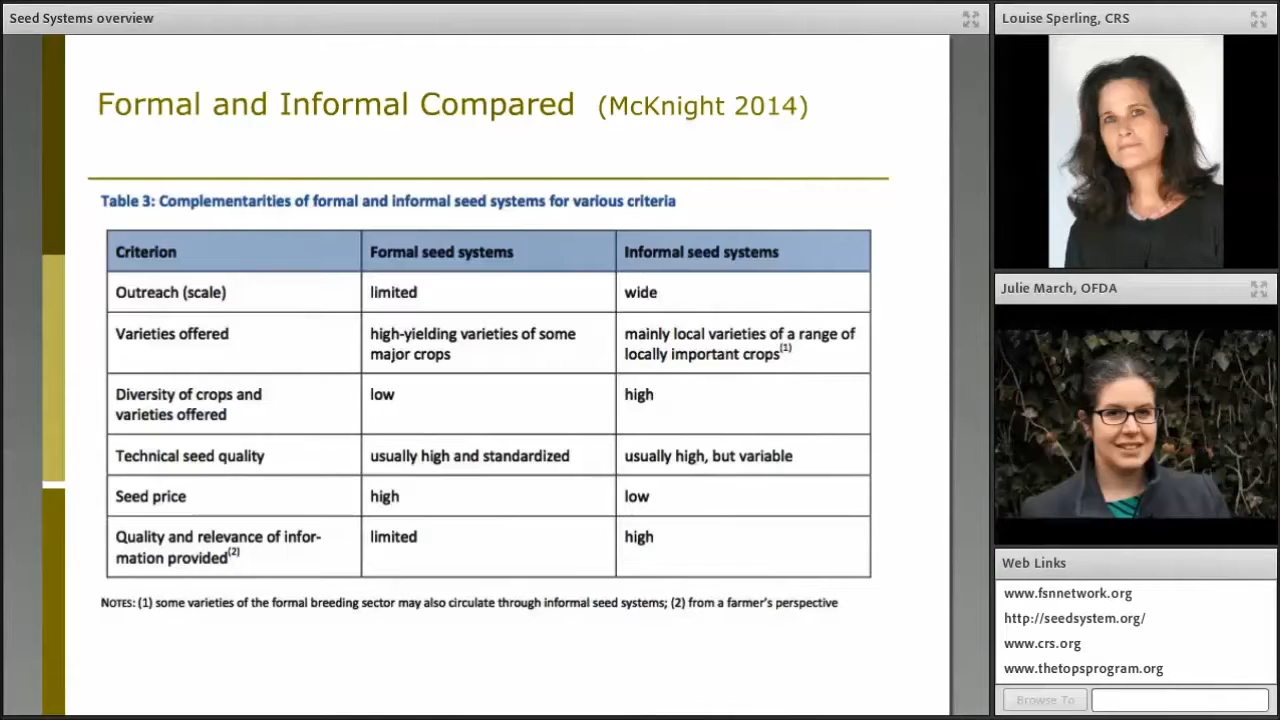 Seed Systems overview
Formal and Informal Compared (McKnight 2014)
Table 3: Complementarities of formal and informal seed systems for various criteria
Criterion Formal seed systems Informal seed systems
Outreach (scale) limited wide
Varieties offered high-yielding varieties of some mainly local varieties of a range of
major crops locally important crops(1)
Diversity of crops and low high
varieties offered
Technical seed quality usually high and standardized usually high, but variable
Seed price high low
Quality and relevance of infor- limited high
mation provided(2)
NOTES: (1) some varieties of the formal breeding sector may also circulate through informal seed systems; (2) from a farmer's perspective
Louise Sperling, CRS
Julie March, OFDA
Web Links
www.fsnnetwork.org
http://seedsystem.org/
www.crs.org
www.thetopsprogram.org
Browse To